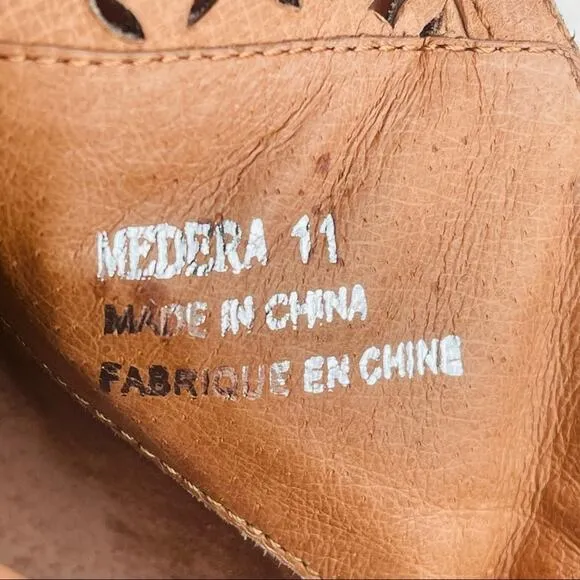 MEDERA 11
MADE IN CHINA
FABRIQUE EN CHINE